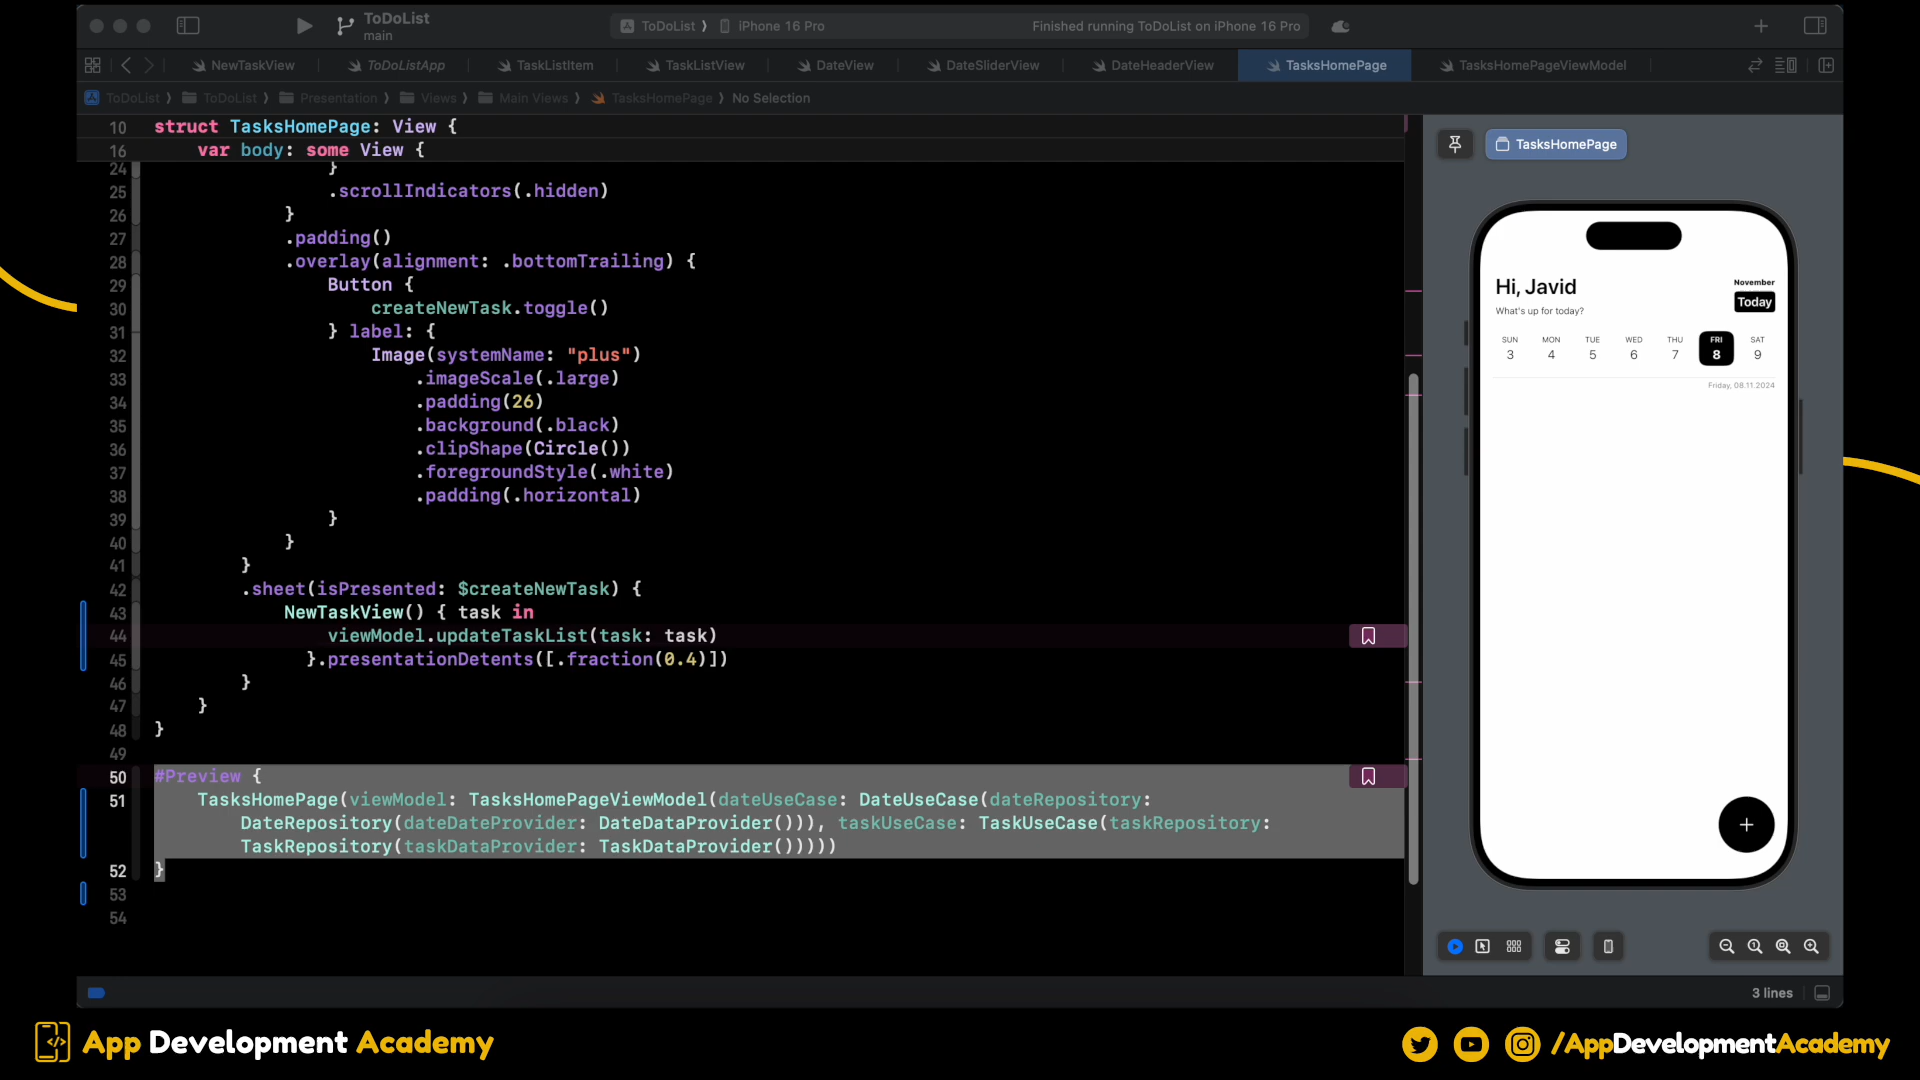 ToDoList
main
ToDoList ⟩ iPhone 16 Pro
Finished running ToDoList on iPhone 16 Pro
NewTaskView
ToDoListApp
TaskListItem
TaskListView
DateView
DateSliderView
DateHeaderView
TasksHomePage
TasksHomePageViewModel
ToDoList ⟩ ToDoList ⟩ Presentation ⟩ Views ⟩ Main Views ⟩ TasksHomePage ⟩ No Selection
10 struct TasksHomePage: View {
16 var body: some View {
24 }
25 .scrollIndicators(.hidden)
26 }
27 .padding()
28 .overlay(alignment: .bottomTrailing) {
29 Button {
30 createNewTask.toggle()
31 } label: {
32 Image(systemName: "plus")
33 .imageScale(.large)
34 .padding(26)
35 .background(.black)
36 .clipShape(Circle())
37 .foregroundStyle(.white)
38 .padding(.horizontal)
39 }
40 }
41 }
42 .sheet(isPresented: $createNewTask) {
43 NewTaskView() { task in
44 viewModel.updateTaskList(task: task)
45 }.presentationDetents([.fraction(0.4)])
46 }
47 }
48 }
49
50 #Preview {
51 TasksHomePage(viewModel: TasksHomePageViewModel(dateUseCase: DateUseCase(dateRepository:
DateRepository(dateDateProvider: DateDataProvider())), taskUseCase: TaskUseCase(taskRepository:
TaskRepository(taskDataProvider: TaskDataProvider()))))
52 }
53
54
TasksHomePage
Hi, Javid
What's up for today?
November
Today
SUN MON TUE WED THU FRI SAT
3 4 5 6 7 8 9
Friday, 08.11.2024
3 lines
App Development Academy
/AppDevelopmentAcademy